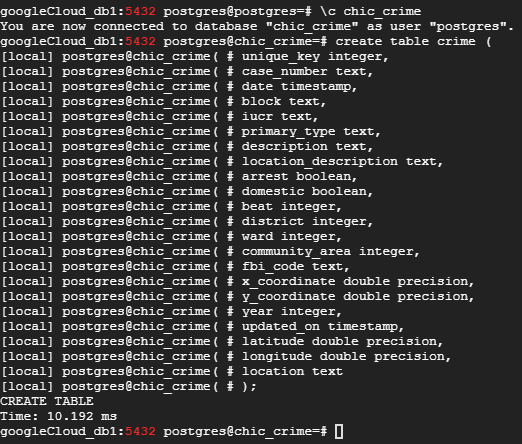 googleCloud_db1:5432 postgres@postgres=# \c chic_crime
You are now connected to database "chic_crime" as user "postgres".
googleCloud_db1:5432 postgres@chic_crime=# create table crime (
[local] postgres@chic_crime( # unique_key integer,
[local] postgres@chic_crime( # case_number text,
[local] postgres@chic_crime( # date timestamp,
[local] postgres@chic_crime( # block text,
[local] postgres@chic_crime( # iucr text,
[local] postgres@chic_crime( # primary_type text,
[local] postgres@chic_crime( # description text,
[local] postgres@chic_crime( # location_description text,
[local] postgres@chic_crime( # arrest boolean,
[local] postgres@chic_crime( # domestic boolean,
[local] postgres@chic_crime( # beat integer,
[local] postgres@chic_crime( # district integer,
[local] postgres@chic_crime( # ward integer,
[local] postgres@chic_crime( # community_area integer,
[local] postgres@chic_crime( # fbi_code text,
[local] postgres@chic_crime( # x_coordinate double precision,
[local] postgres@chic_crime( # y_coordinate double precision,
[local] postgres@chic_crime( # year integer,
[local] postgres@chic_crime( # updated_on timestamp,
[local] postgres@chic_crime( # latitude double precision,
[local] postgres@chic_crime( # longitude double precision,
[local] postgres@chic_crime( # location text
[local] postgres@chic_crime( # );
CREATE TABLE
Time: 10.192 ms
googleCloud_db1:5432 postgres@chic_crime=#